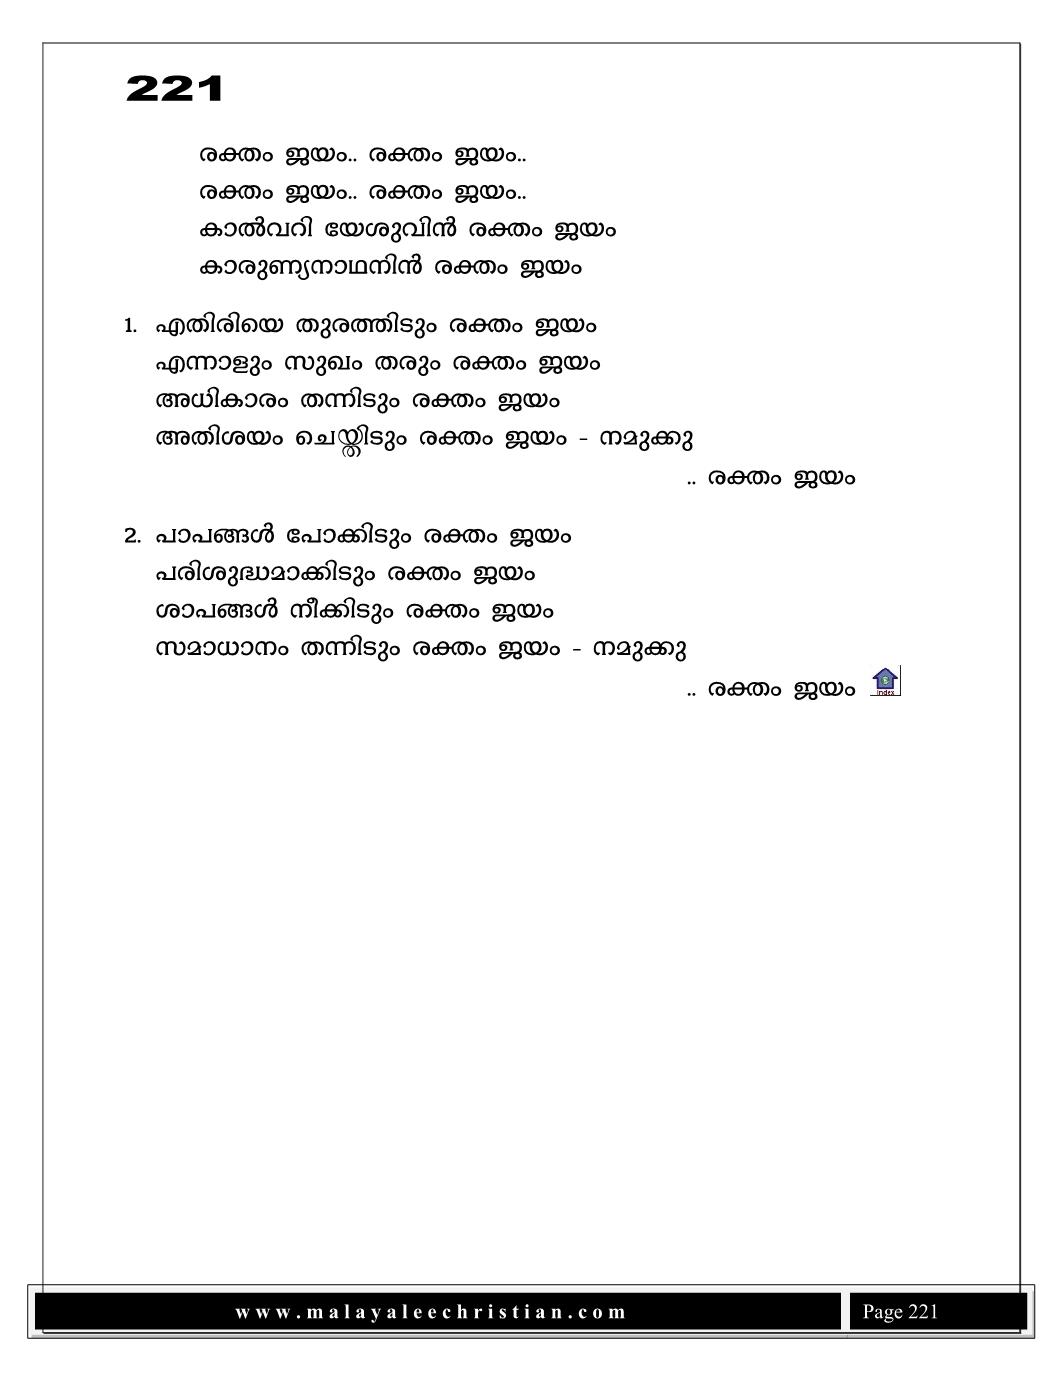 221
രക്തം ജയം.. രക്തം ജയം..
രക്തം ജയം.. രക്തം ജയം..
കാൽവറി യേശുവിൻ രക്തം ജയം
കാരുണ്യനാഥനിൻ രക്തം ജയം
1. എതിരിയെ തുരത്തിടും രക്തം ജയം
എന്നാളും സുഖം തരും രക്തം ജയം
അധികാരം തന്നിടും രക്തം ജയം
അതിശയം ചെയ്തിടും രക്തം ജയം - നമുക്കു
.. രക്തം ജയം
2. പാപങ്ങൾ പോക്കിടും രക്തം ജയം
പരിശുദ്ധമാക്കിടും രക്തം ജയം
ശാപങ്ങൾ നീക്കിടും രക്തം ജയം
സമാധാനം തന്നിടും രക്തം ജയം - നമുക്കു
.. രക്തം ജയം
Index
www.malayaleechristian.com
Page 221